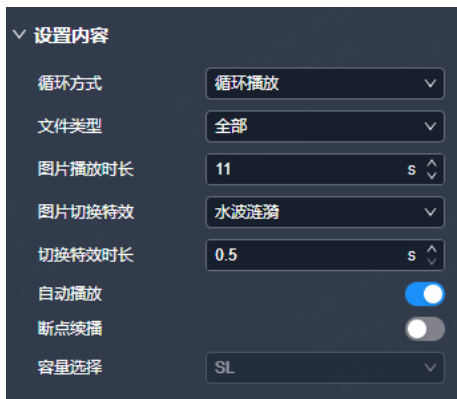 设置内容
循环方式 循环播放
文件类型 全部
图片播放时长 11 s
图片切换特效 水波涟漪
切换特效时长 0.5 s
自动播放
断点续播
容量选择 SL